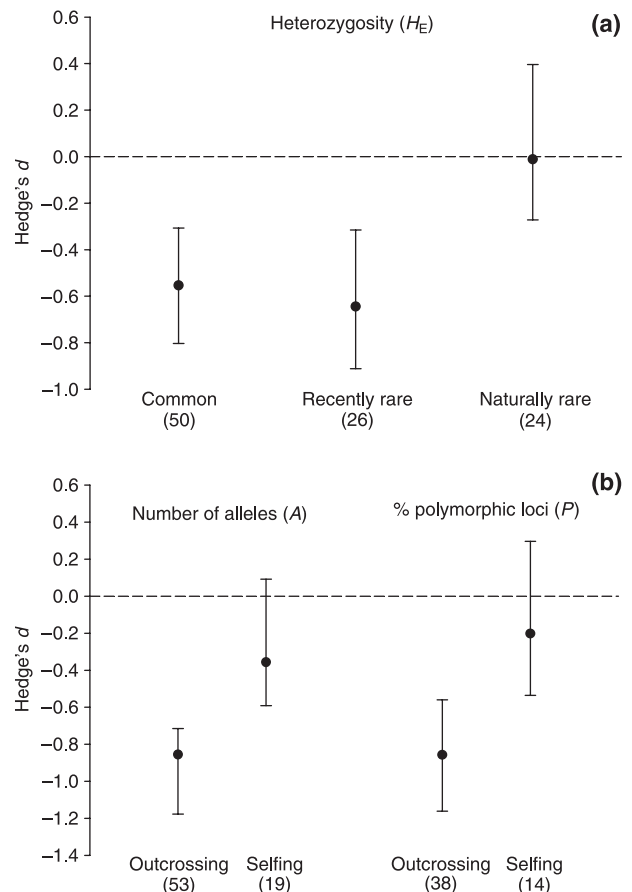 Heterozygosity (HE)
(a)
0.6
0.4
0.2
0.0
−0.2
−0.4
−0.6
−0.8
−1.0
Hedge's d
Common
(50)
Recently rare
(26)
Naturally rare
(24)
(b)
Number of alleles (A)
% polymorphic loci (P)
0.6
0.4
0.2
0.0
−0.2
−0.4
−0.6
−0.8
−1.0
−1.2
−1.4
Hedge's d
Outcrossing
(53)
Selfing
(19)
Outcrossing
(38)
Selfing
(14)